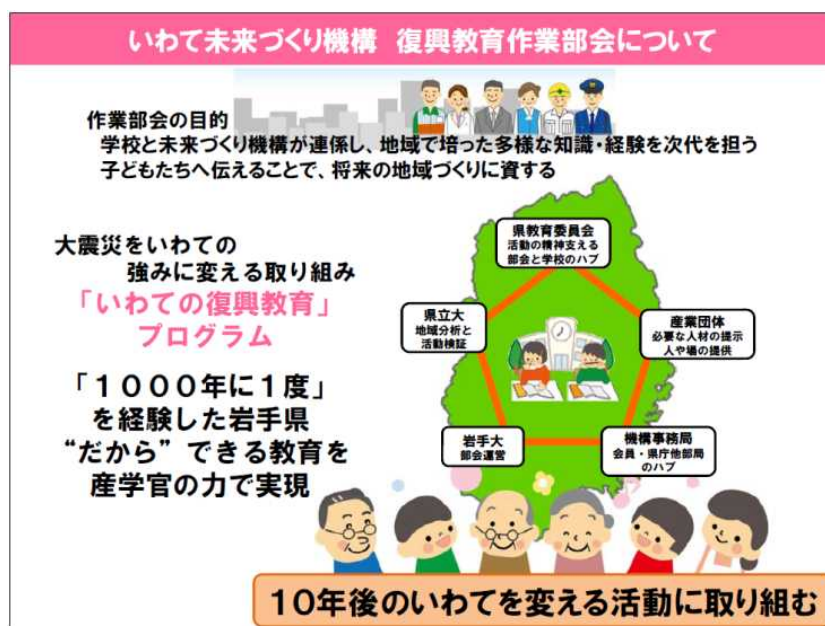 いわて未来づくり機構 復興教育作業部会について
作業部会の目的
学校と未来づくり機構が連係し、地域で培った多様な知識・経験を次代を担う
子どもたちへ伝えることで、将来の地域づくりに資する
大震災をいわての
強みに変える取り組み
「いわての復興教育」
プログラム
「1000年に1度」
を経験した岩手県
“だから”できる教育を
産学官の力で実現
県教育委員会
活動の精神支える
部会と学校のハブ
県立大
地域分析と
活動検証
産業団体
必要な人材の提示
人や場の提供
岩手大
部会運営
機構事務局
会員・県庁他部局
のハブ
10年後のいわてを変える活動に取り組む